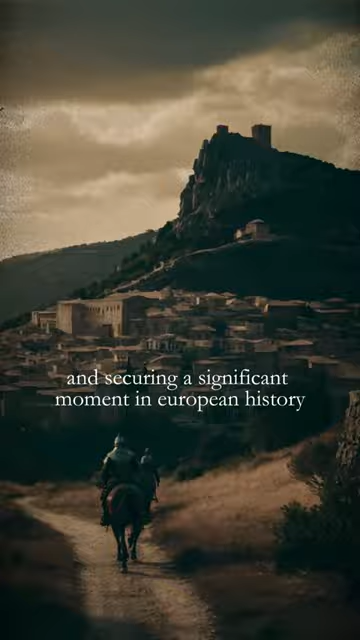 and securing a significant
moment in european history